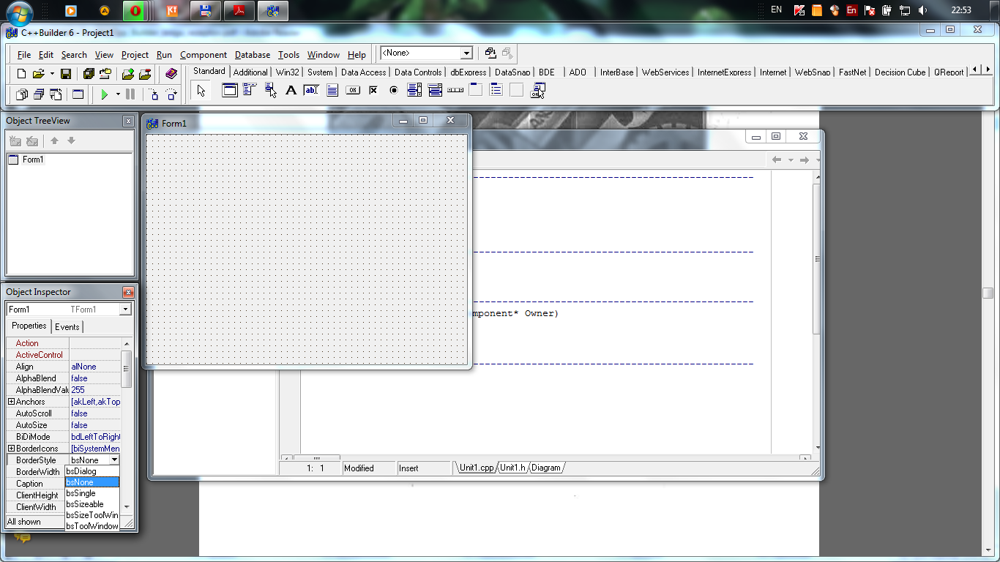 EN
En
22:53
KT
C++Builder 6 - Project1
File Edit Search View Project Run Component Database Tools Window Help
<None>
Standard Additional Win32 System Data Access Data Controls dbExpress DataSnap BDE ADO InterBase WebServices InternetExpress Internet WebSnap FastNet Decision Cube QReport
A
ab
OK
Object TreeView
Form1
Form1
Object Inspector
Form1 TForm1
Properties Events
Action
ActiveControl
Align alNone
AlphaBlend false
AlphaBlendValu 255
Anchors [akLeft,akTop
AutoScroll false
AutoSize false
BiDiMode bdLeftToRight
BorderIcons [biSystemMen
BorderStyle bsNone
BorderWidth bsDialog
bsNone
Caption bsSingle
ClientHeight bsSizeable
ClientWidth bsSizeToolWin
All shown bsToolWindow
mponent* Owner)
1: 1 Modified Insert Unit1.cpp Unit1.h Diagram